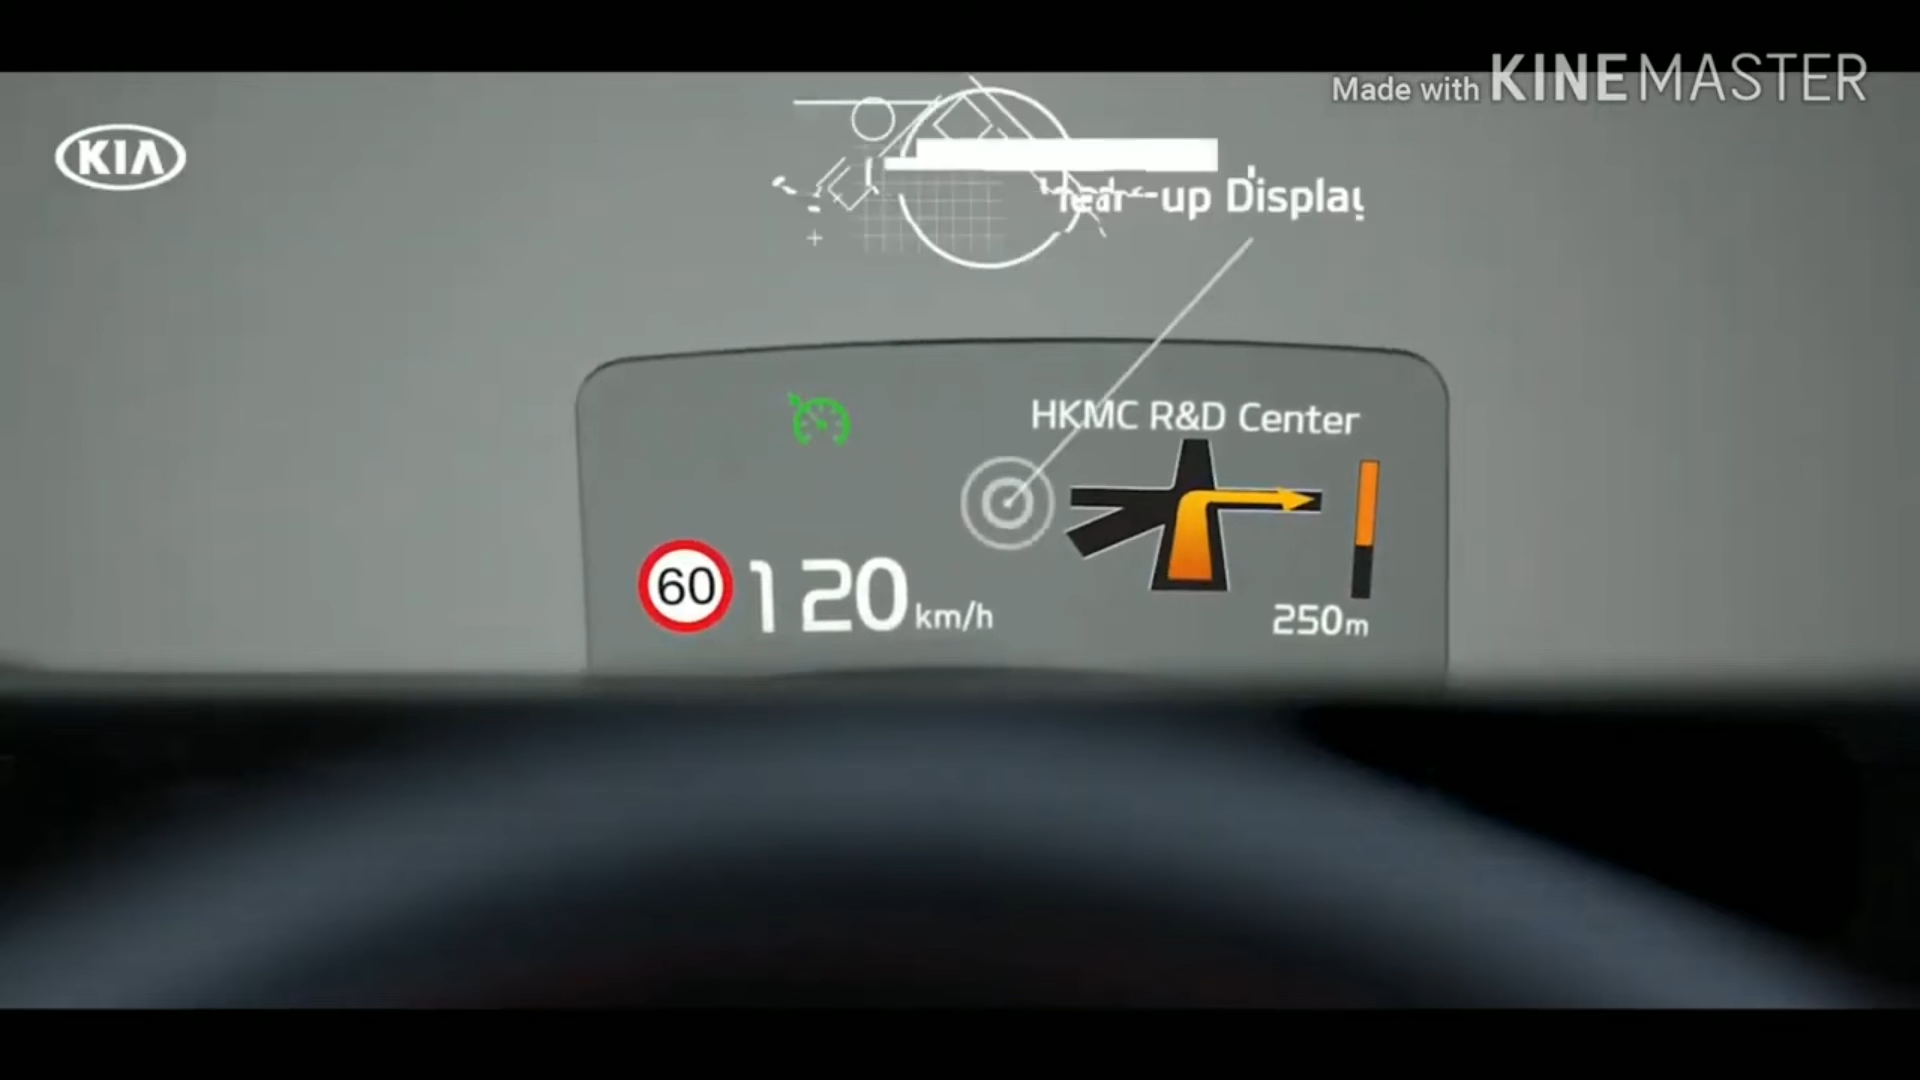 Made with KINEMASTER
KIA
-up Display
HKMC R&D Center
60
120 km/h
250m